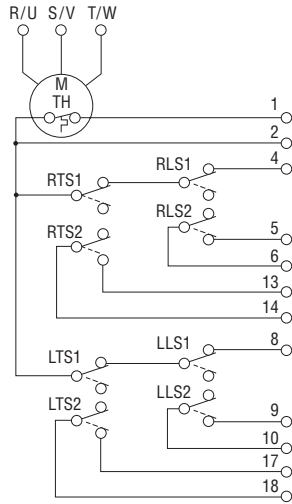 R/U S/V T/W
M
TH
1
2
RLS1
4
RTS1
RLS2
RTS2
5
6
13
14
LLS1
8
LTS1
LLS2
LTS2
9
10
17
18